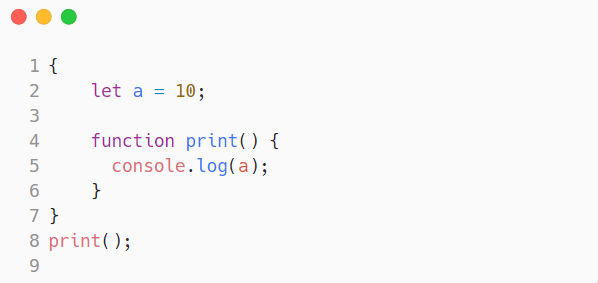 1 {
2     let a = 10;
3
4     function print() {
5       console.log(a);
6     }
7 }
8 print();
9